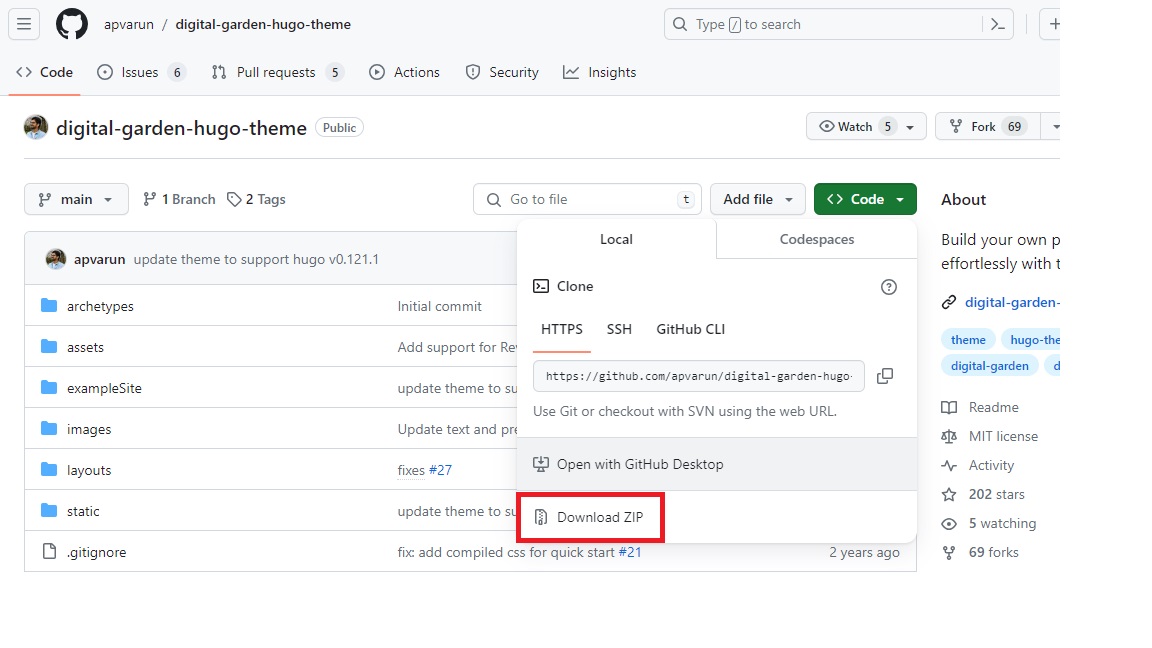 apvarun / digital-garden-hugo-theme
Type / to search
Code
Issues 6
Pull requests 5
Actions
Security
Insights
digital-garden-hugo-theme Public
Watch 5
Fork 69
main
1 Branch
2 Tags
Go to file t
Add file
Code
About
Local
Codespaces
Build your own p
effortlessly with t
apvarun update theme to support hugo v0.121.1
Clone
digital-garden-
archetypes Initial commit
HTTPS SSH GitHub CLI
theme hugo-the
assets Add support for Rev
digital-garden d
https://github.com/apvarun/digital-garden-hugo-
exampleSite update theme to su
Use Git or checkout with SVN using the web URL.
Readme
images Update text and pre
MIT license
Open with GitHub Desktop
Activity
layouts fixes #27
202 stars
static update theme to su
Download ZIP
5 watching
.gitignore fix: add compiled css for quick start #21 2 years ago
69 forks